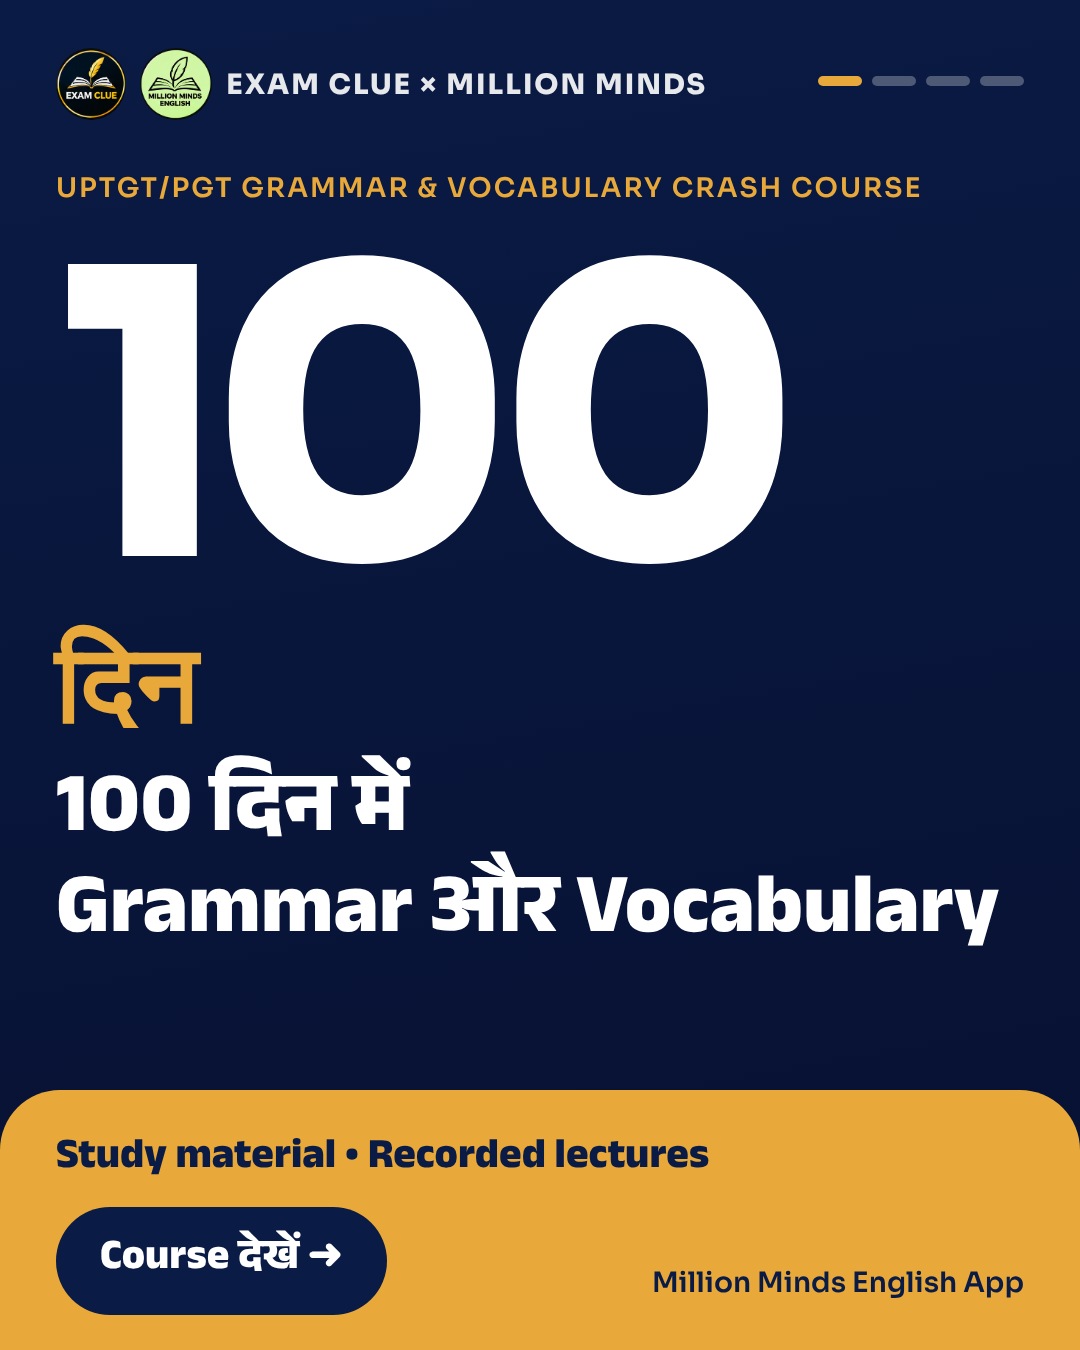 EXAM CLUE
MILLION MINDS
ENGLISH
EXAM CLUE × MILLION MINDS
UPTGT/PGT GRAMMAR & VOCABULARY CRASH COURSE
100
दिन
100 दिन में
Grammar और Vocabulary
Study material • Recorded lectures
Course देखें →
Million Minds English App